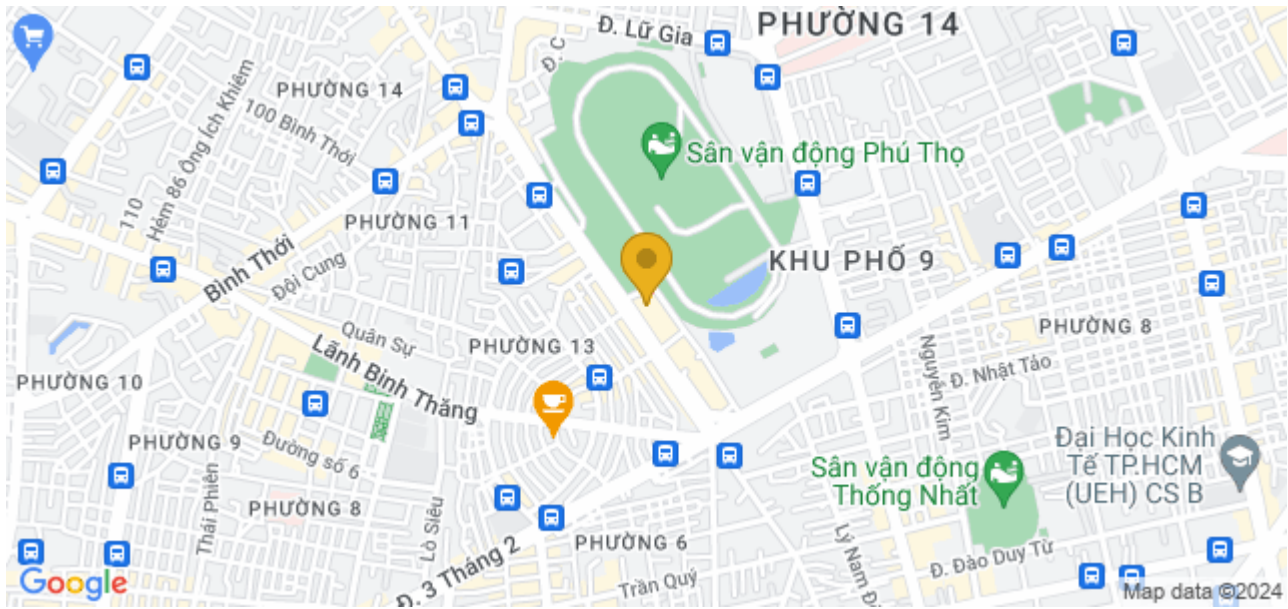 PHƯỜNG 14
Đ. Lữ Gia
Đ. C
PHƯỜNG 14
100 Bình Thới
Hẻm 86 Ông Ích Khiêm
110
Sân vận động Phú Thọ
PHƯỜNG 11
Bình Thới
Đội Cung
KHU PHỐ 9
Quân Sự
PHƯỜNG 13
PHƯỜNG 8
Nguyễn Kim
Đ. Nhật Tảo
Lãnh Binh Thăng
PHƯỜNG 10
PHƯỜNG 9
Đường số 6
Đại Học Kinh
Tế TP.HCM
(UEH) CS B
Sân vận động
Thống Nhất
Thái Phiên
PHƯỜNG 8
Lò Siêu
PHƯỜNG 6
Lý Nam Đế
Đ. Đào Duy Từ
Trần Quý
Đ. 3 Tháng 2
Google
Map data ©2024